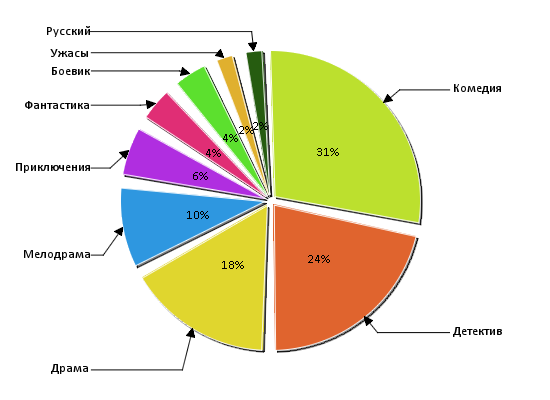 Русский
Ужасы
Боевик
Фантастика
Приключения
Мелодрама
Драма
Комедия
Детектив
31%
24%
18%
10%
6%
4%
4%
2%
2%